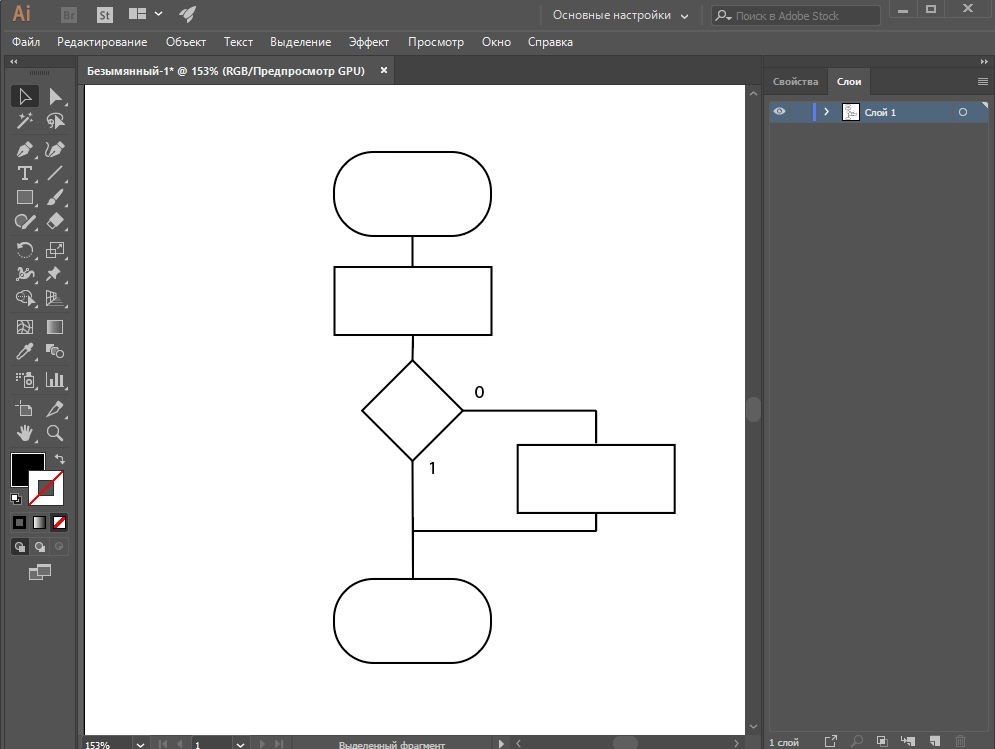 Ai Br St Основные настройки Поиск в Adobe Stock
Файл Редактирование Объект Текст Выделение Эффект Просмотр Окно Справка
Безымянный-1* @ 153% (RGB/Предпросмотр GPU) ×
Свойства Слои
Слой 1
0
1
153% 1 Выделенный фрагмент 1 слой